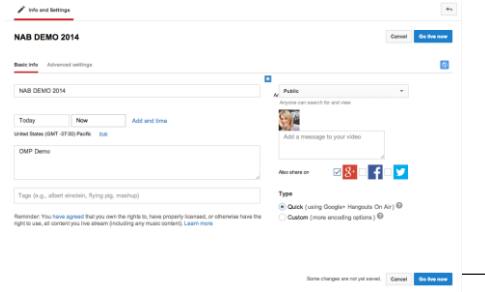 Info and Settings
NAB DEMO 2014
Cancel Go live now
Basic info Advanced settings
NAB DEMO 2014
Public
Anyone can search for and view
Today Now Add end time
United States (GMT -07:00) Pacific Edit
Add a message to your video
OMP Demo
Also share on
Tags (e.g., albert einstein, flying pig, mashup)
Type
Quick (using Google+ Hangouts On Air)
Custom (more encoding options)
Reminder: You have agreed that you own the rights to, have properly licensed, or otherwise have the
right to use, all content you live stream (including any music content). Learn more
Some changes are not yet saved. Cancel Go live now